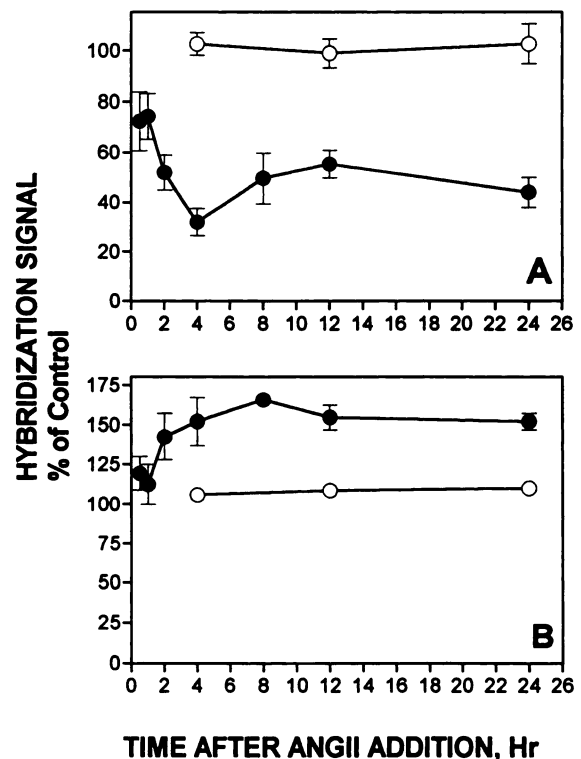 HYBRIDIZATION SIGNAL
% of Control
100
80
60
40
20
0
0 2 4 6 8 10 12 14 16 18 20 22 24 26
A
175
150
125
100
75
50
25
0
0 2 4 6 8 10 12 14 16 18 20 22 24 26
B
TIME AFTER ANGII ADDITION, Hr